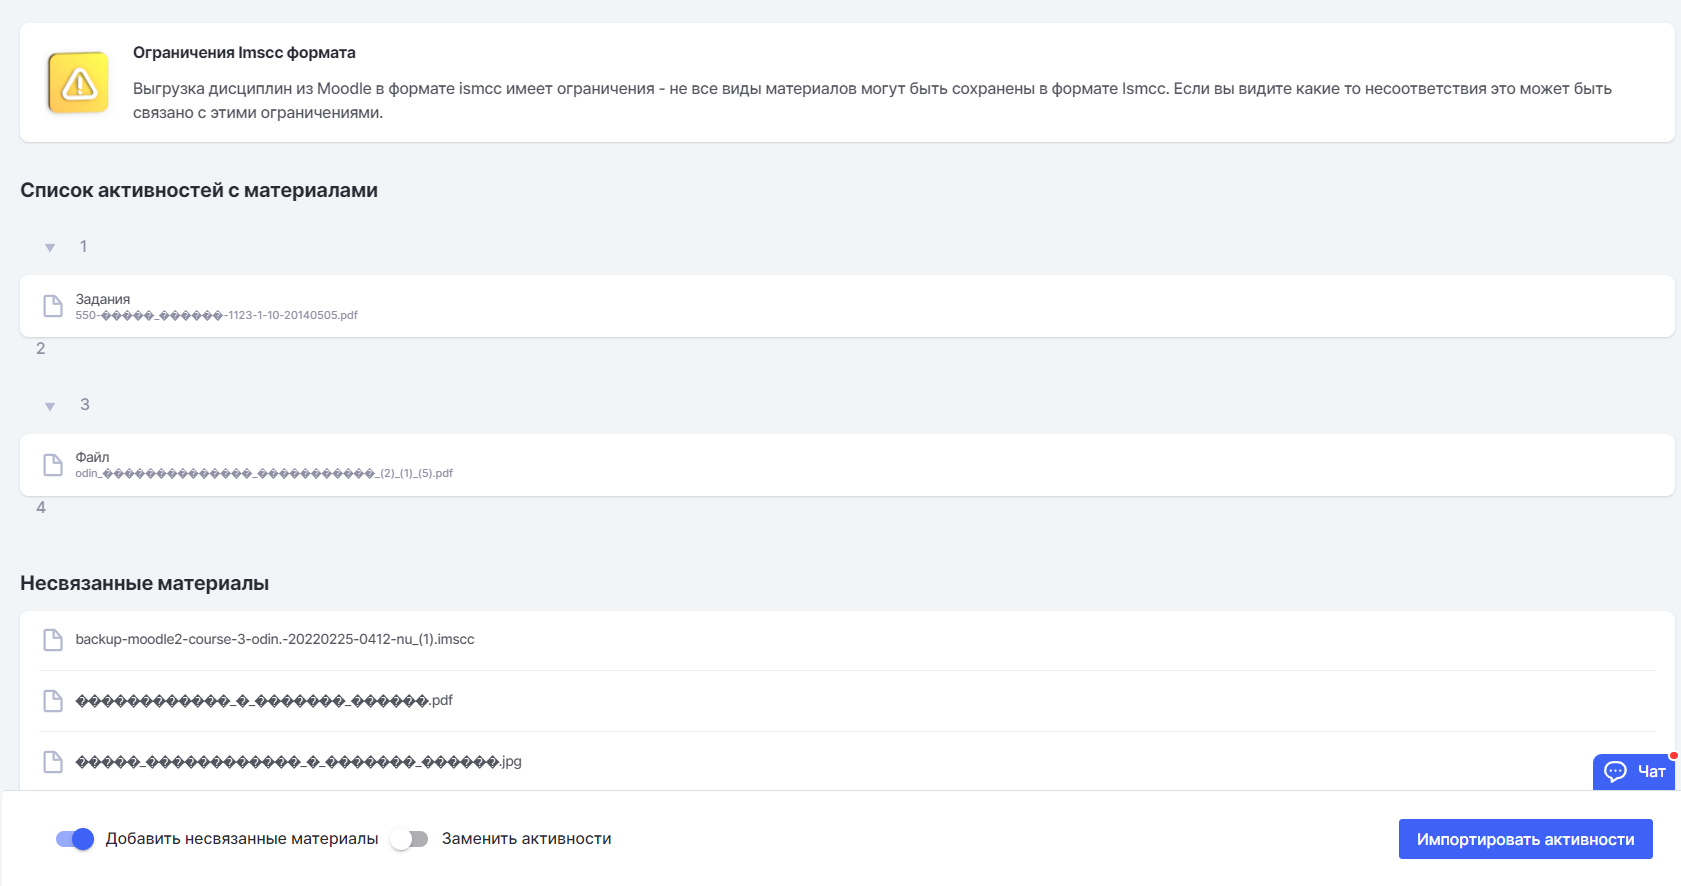 Ограничения Imscc формата
Выгрузка дисциплин из Moodle в формате ismcc имеет ограничения - не все виды материалов могут быть сохранены в формате Ismcc. Если вы видите какие то несоответствия это может быть
связано с этими ограничениями.
Список активностей с материалами
1
Задания
550-�����_������-1123-1-10-20140505.pdf
2
3
Файл
odin_��������������_�����������_(2)_(1)_(5).pdf
4
Несвязанные материалы
backup-moodle2-course-3-odin.-20220225-0412-nu_(1).imscc
������������_�_�������_������.pdf
�����_������������_�_�������_������.jpg
Чат
Добавить несвязанные материалы
Заменить активности
Импортировать активности